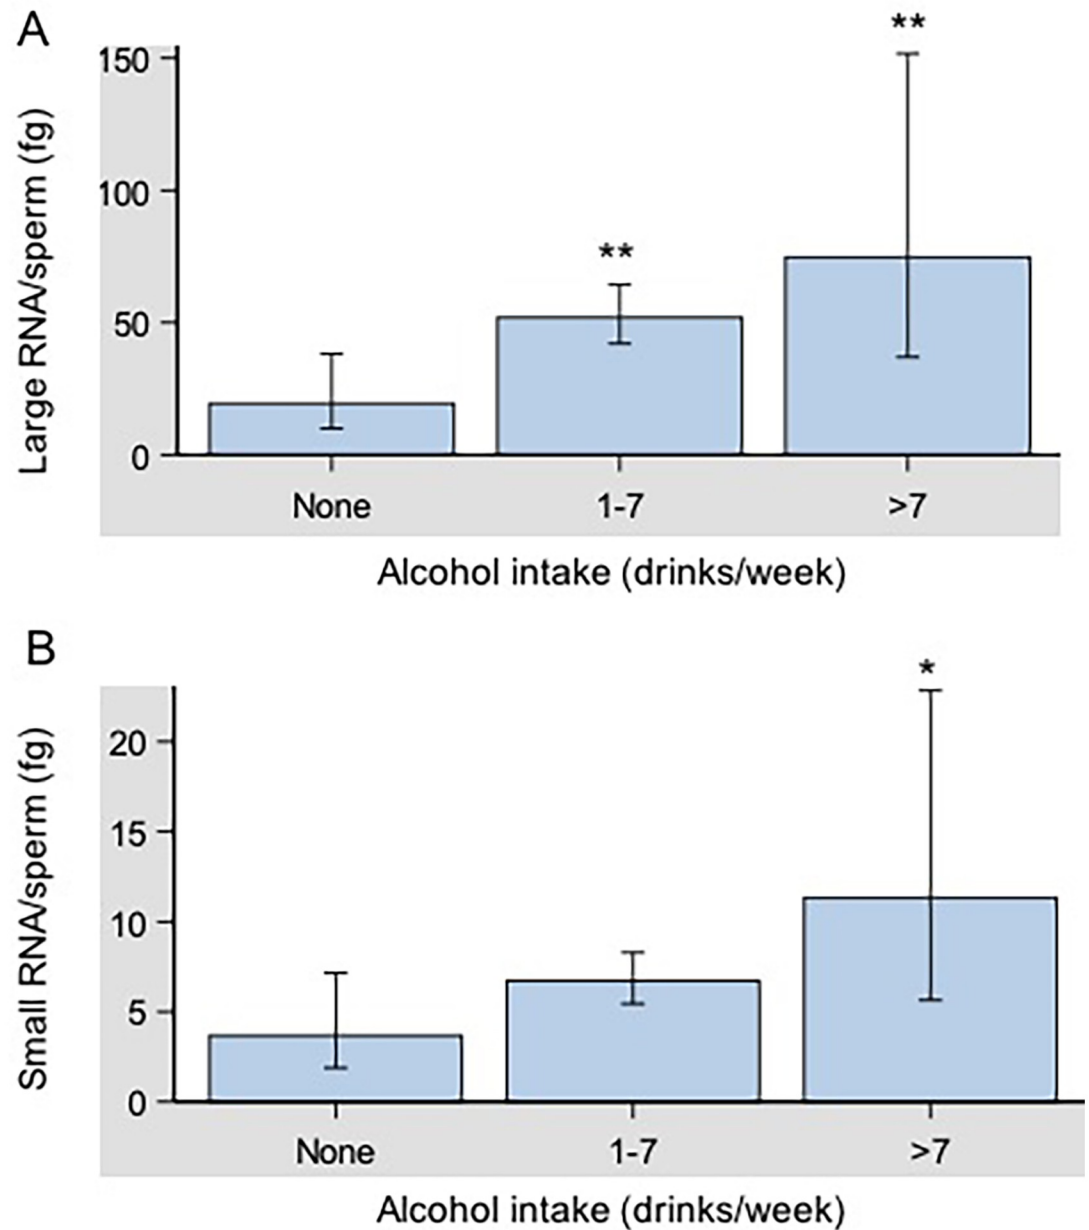 A
**
**
150
100
50
0
Large RNA/sperm (fg)
None 1-7 >7
Alcohol intake (drinks/week)
B
*
20
15
10
5
0
Small RNA/sperm (fg)
None 1-7 >7
Alcohol intake (drinks/week)